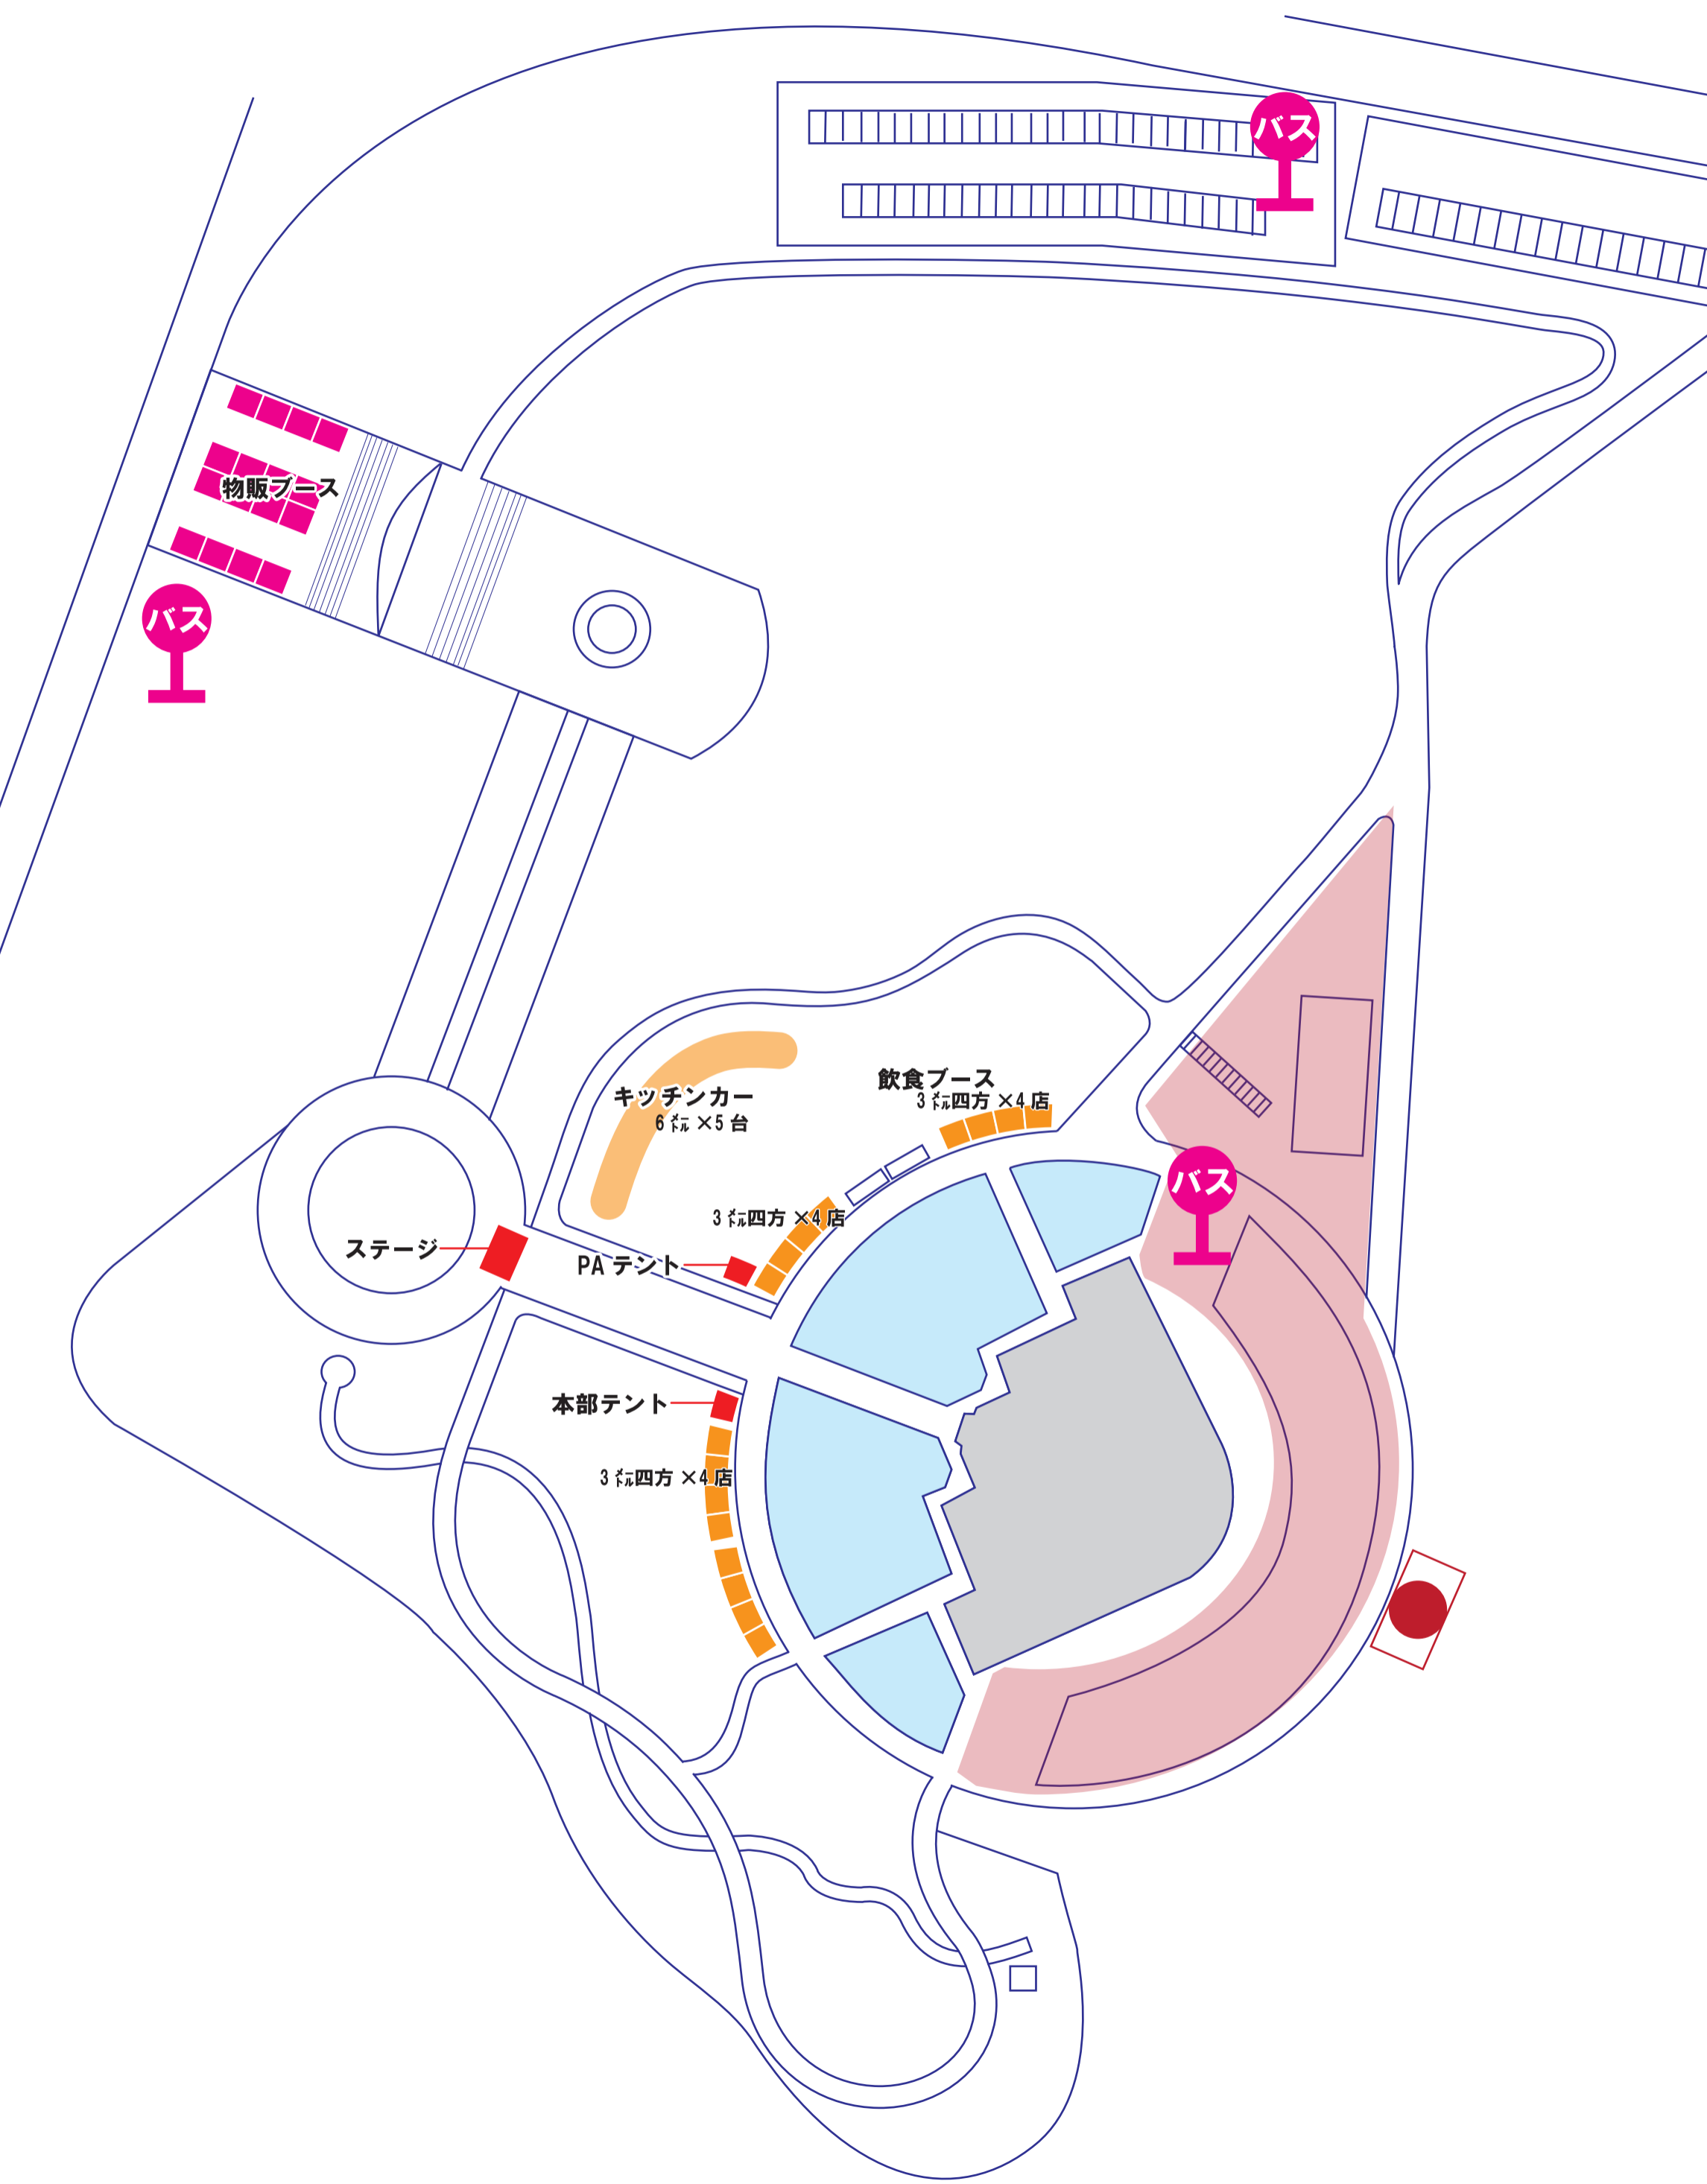 バス
物販ブース
バス
飲食ブース
3㍍四方×4店
キッチンカー
6㍍×5台
バス
3㍍四方×4店
ステージ
PAテント
本部テント
3㍍四方×4店